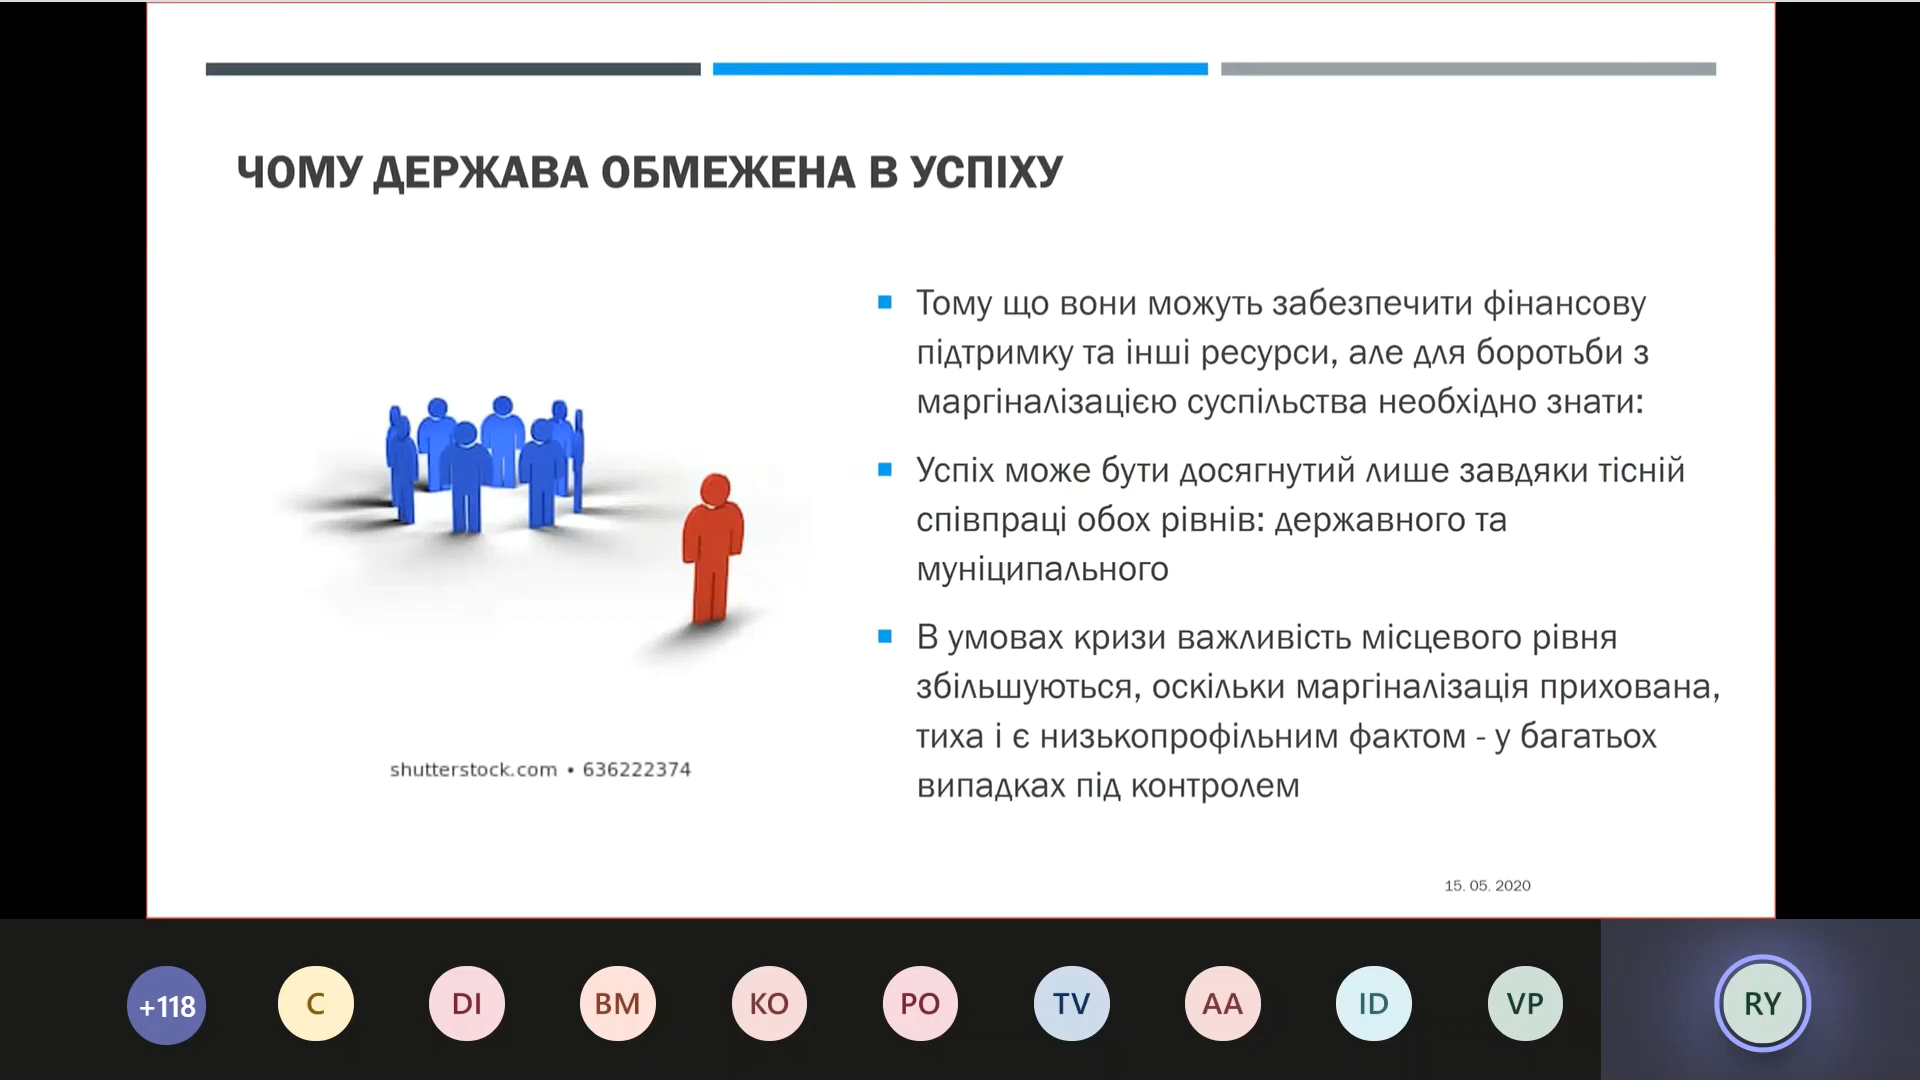 ЧОМУ ДЕРЖАВА ОБМЕЖЕНА В УСПІХУ
Тому що вони можуть забезпечити фінансову
підтримку та інші ресурси, але для боротьби з
маргіналізацією суспільства необхідно знати:
Успіх може бути досягнутий лише завдяки тісній
співпраці обох рівнів: державного та
муніципального
В умовах кризи важливість місцевого рівня
збільшуються, оскільки маргіналізація прихована,
тиха і є низькопрофільним фактом - у багатьох
випадках під контролем
shutterstock.com • 636222374
15. 05. 2020
+118
C
DI
BM
KO
PO
TV
AA
ID
VP
RY